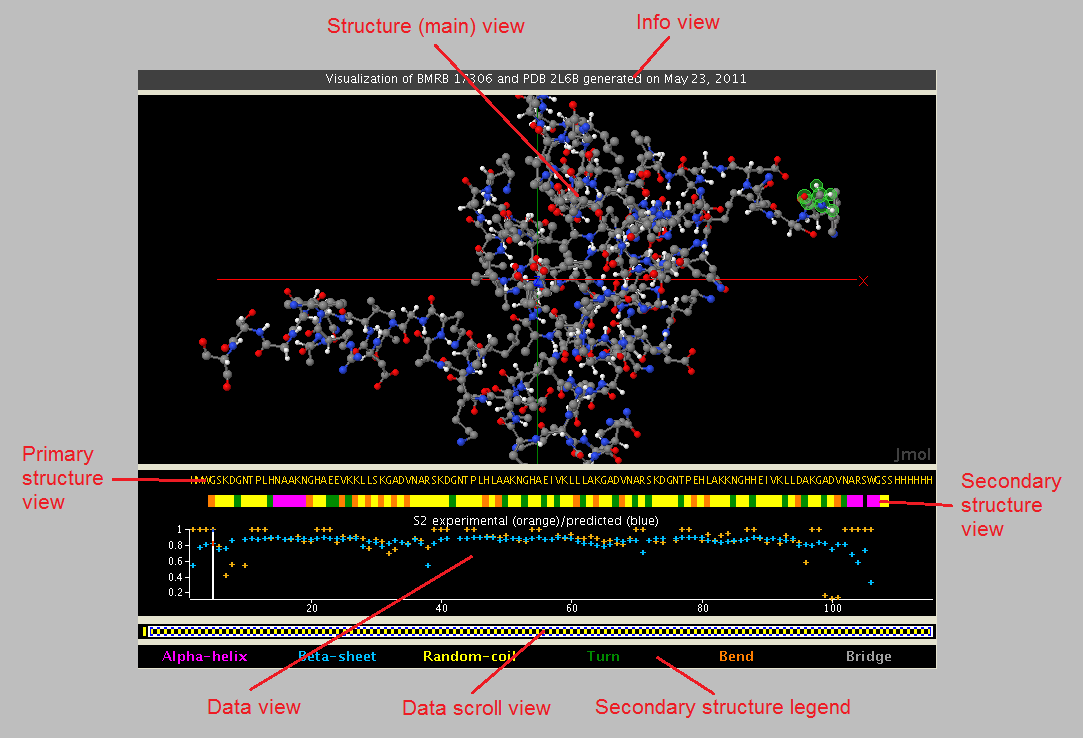 Structure (main) view
Info view
Visualization of BMRB 17306 and PDB 2L6B generated on May 23, 2011
Jmol
Primary
structure
view
HMWGSKDGNTPLHNAAKNGHAEEVKKLLSKGADVNARSKDGNTPLHLAAKNGHAEIVKLLLAKGADVNARSKDGNTPEHLAKKNGHHEIVKLLDAKGADVNARSWGSSHHHHHH
Secondary
structure
view
S2 experimental (orange)/predicted (blue)
1
0.8
0.6
0.4
0.2
20 40 60 80 100
Alpha-helix Beta-sheet Random-coil Turn Bend Bridge
Data view
Data scroll view
Secondary structure legend